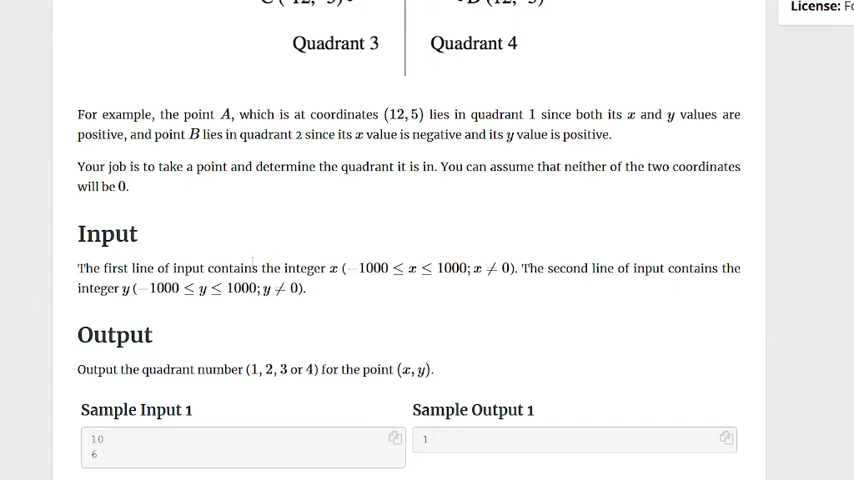 License: Fo
Quadrant 3 Quadrant 4
For example, the point A, which is at coordinates (12, 5) lies in quadrant 1 since both its x and y values are
positive, and point B lies in quadrant 2 since its x value is negative and its y value is positive.
Your job is to take a point and determine the quadrant it is in. You can assume that neither of the two coordinates
will be 0.
Input
The first line of input contains the integer x (−1000 ≤ x ≤ 1000; x ≠ 0). The second line of input contains the
integer y (−1000 ≤ y ≤ 1000; y ≠ 0).
Output
Output the quadrant number (1, 2, 3 or 4) for the point (x, y).
Sample Input 1 Sample Output 1
10 1
6